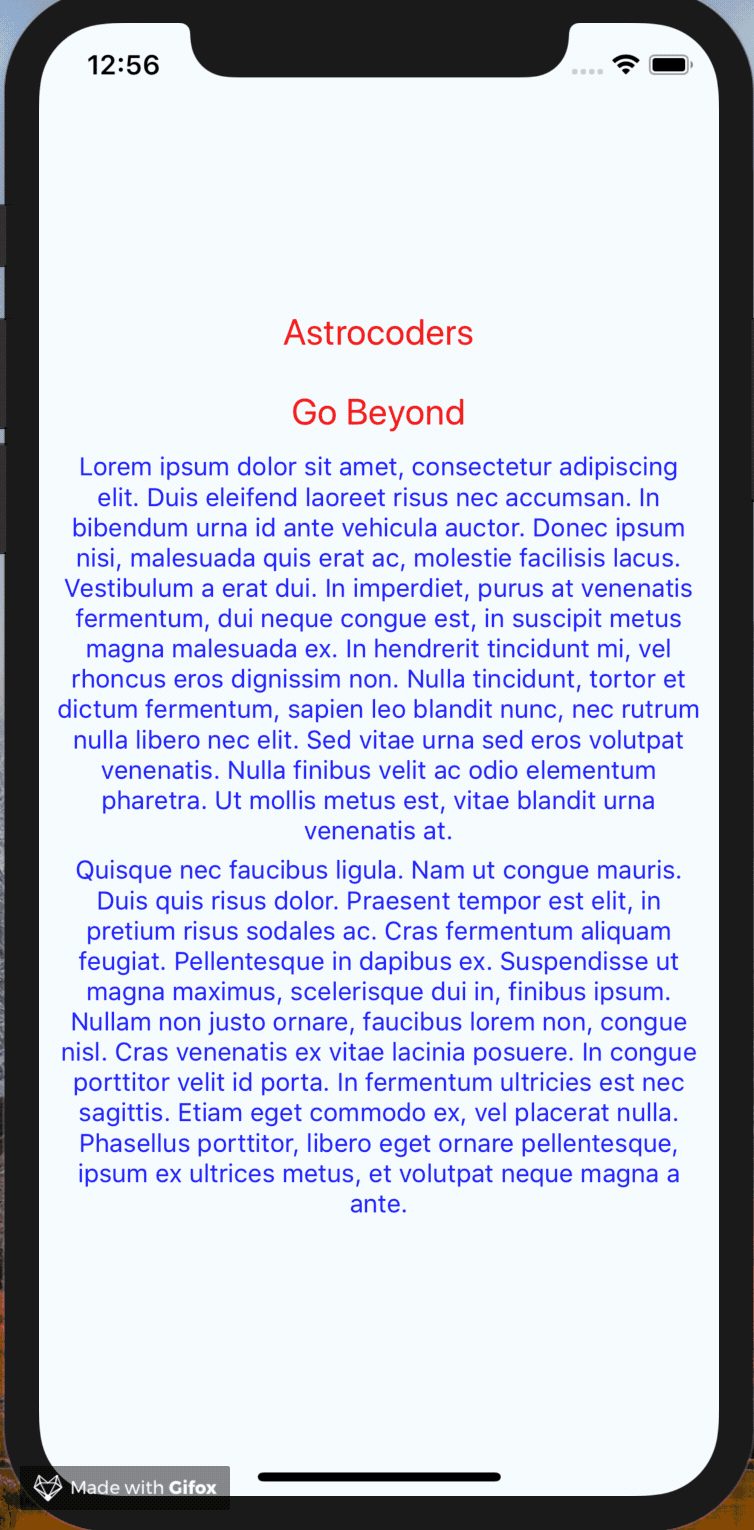 12:56
Astrocoders
Go Beyond
Lorem ipsum dolor sit amet, consectetur adipiscing
elit. Duis eleifend laoreet risus nec accumsan. In
bibendum urna id ante vehicula auctor. Donec ipsum
nisi, malesuada quis erat ac, molestie facilisis lacus.
Vestibulum a erat dui. In imperdiet, purus at venenatis
fermentum, dui neque congue est, in suscipit metus
magna malesuada ex. In hendrerit tincidunt mi, vel
rhoncus eros dignissim non. Nulla tincidunt, tortor et
dictum fermentum, sapien leo blandit nunc, nec rutrum
nulla libero nec elit. Sed vitae urna sed eros volutpat
venenatis. Nulla finibus velit ac odio elementum
pharetra. Ut mollis metus est, vitae blandit urna
venenatis at.
Quisque nec faucibus ligula. Nam ut congue mauris.
Duis quis risus dolor. Praesent tempor est elit, in
pretium risus sodales ac. Cras fermentum aliquam
feugiat. Pellentesque in dapibus ex. Suspendisse ut
magna maximus, scelerisque dui in, finibus ipsum.
Nullam non justo ornare, faucibus lorem non, congue
nisl. Cras venenatis ex vitae lacinia posuere. In congue
porttitor velit id porta. In fermentum ultricies est nec
sagittis. Etiam eget commodo ex, vel placerat nulla.
Phasellus porttitor, libero eget ornare pellentesque,
ipsum ex ultrices metus, et volutpat neque magna a
ante.
Made with Gifox